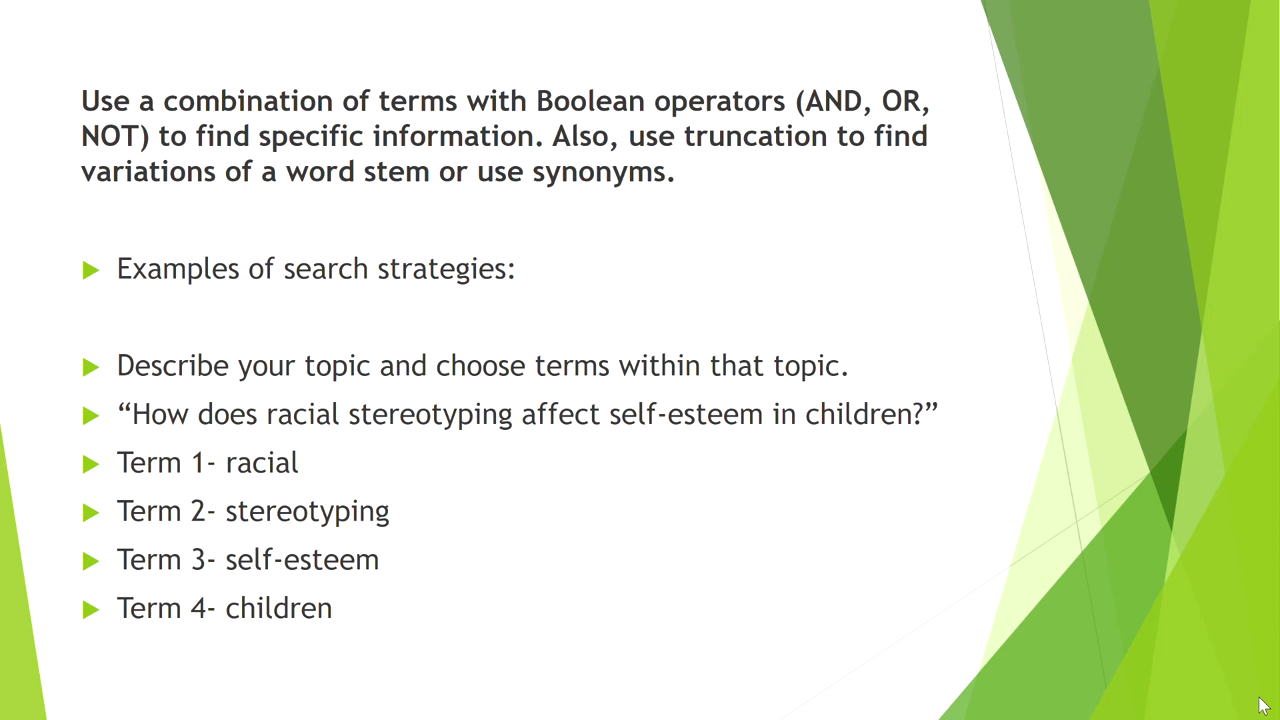 Use a combination of terms with Boolean operators (AND, OR,
NOT) to find specific information. Also, use truncation to find
variations of a word stem or use synonyms.
Examples of search strategies:
Describe your topic and choose terms within that topic.
“How does racial stereotyping affect self-esteem in children?”
Term 1- racial
Term 2- stereotyping
Term 3- self-esteem
Term 4- children